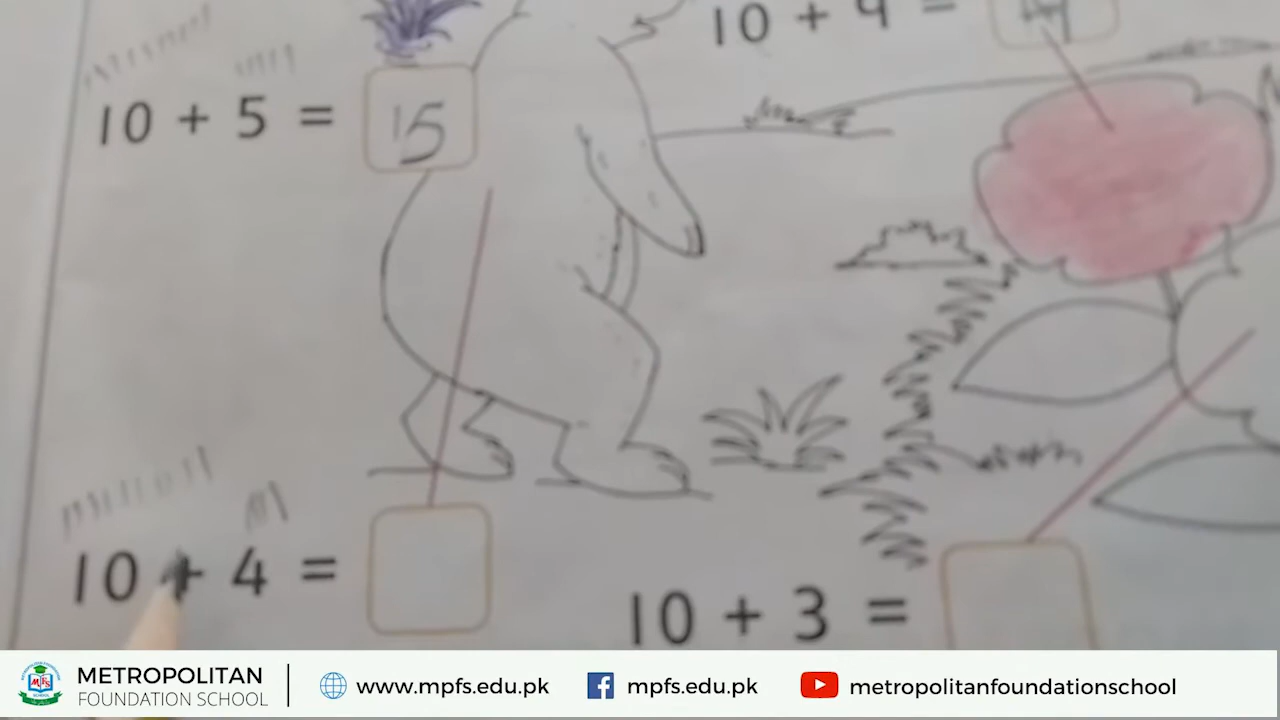 10 + =
10 + 5 = 15
10 + 4 =
10 + 3 =
METROPOLITAN
FOUNDATION SCHOOL
www.mpfs.edu.pk
mpfs.edu.pk
metropolitanfoundationschool